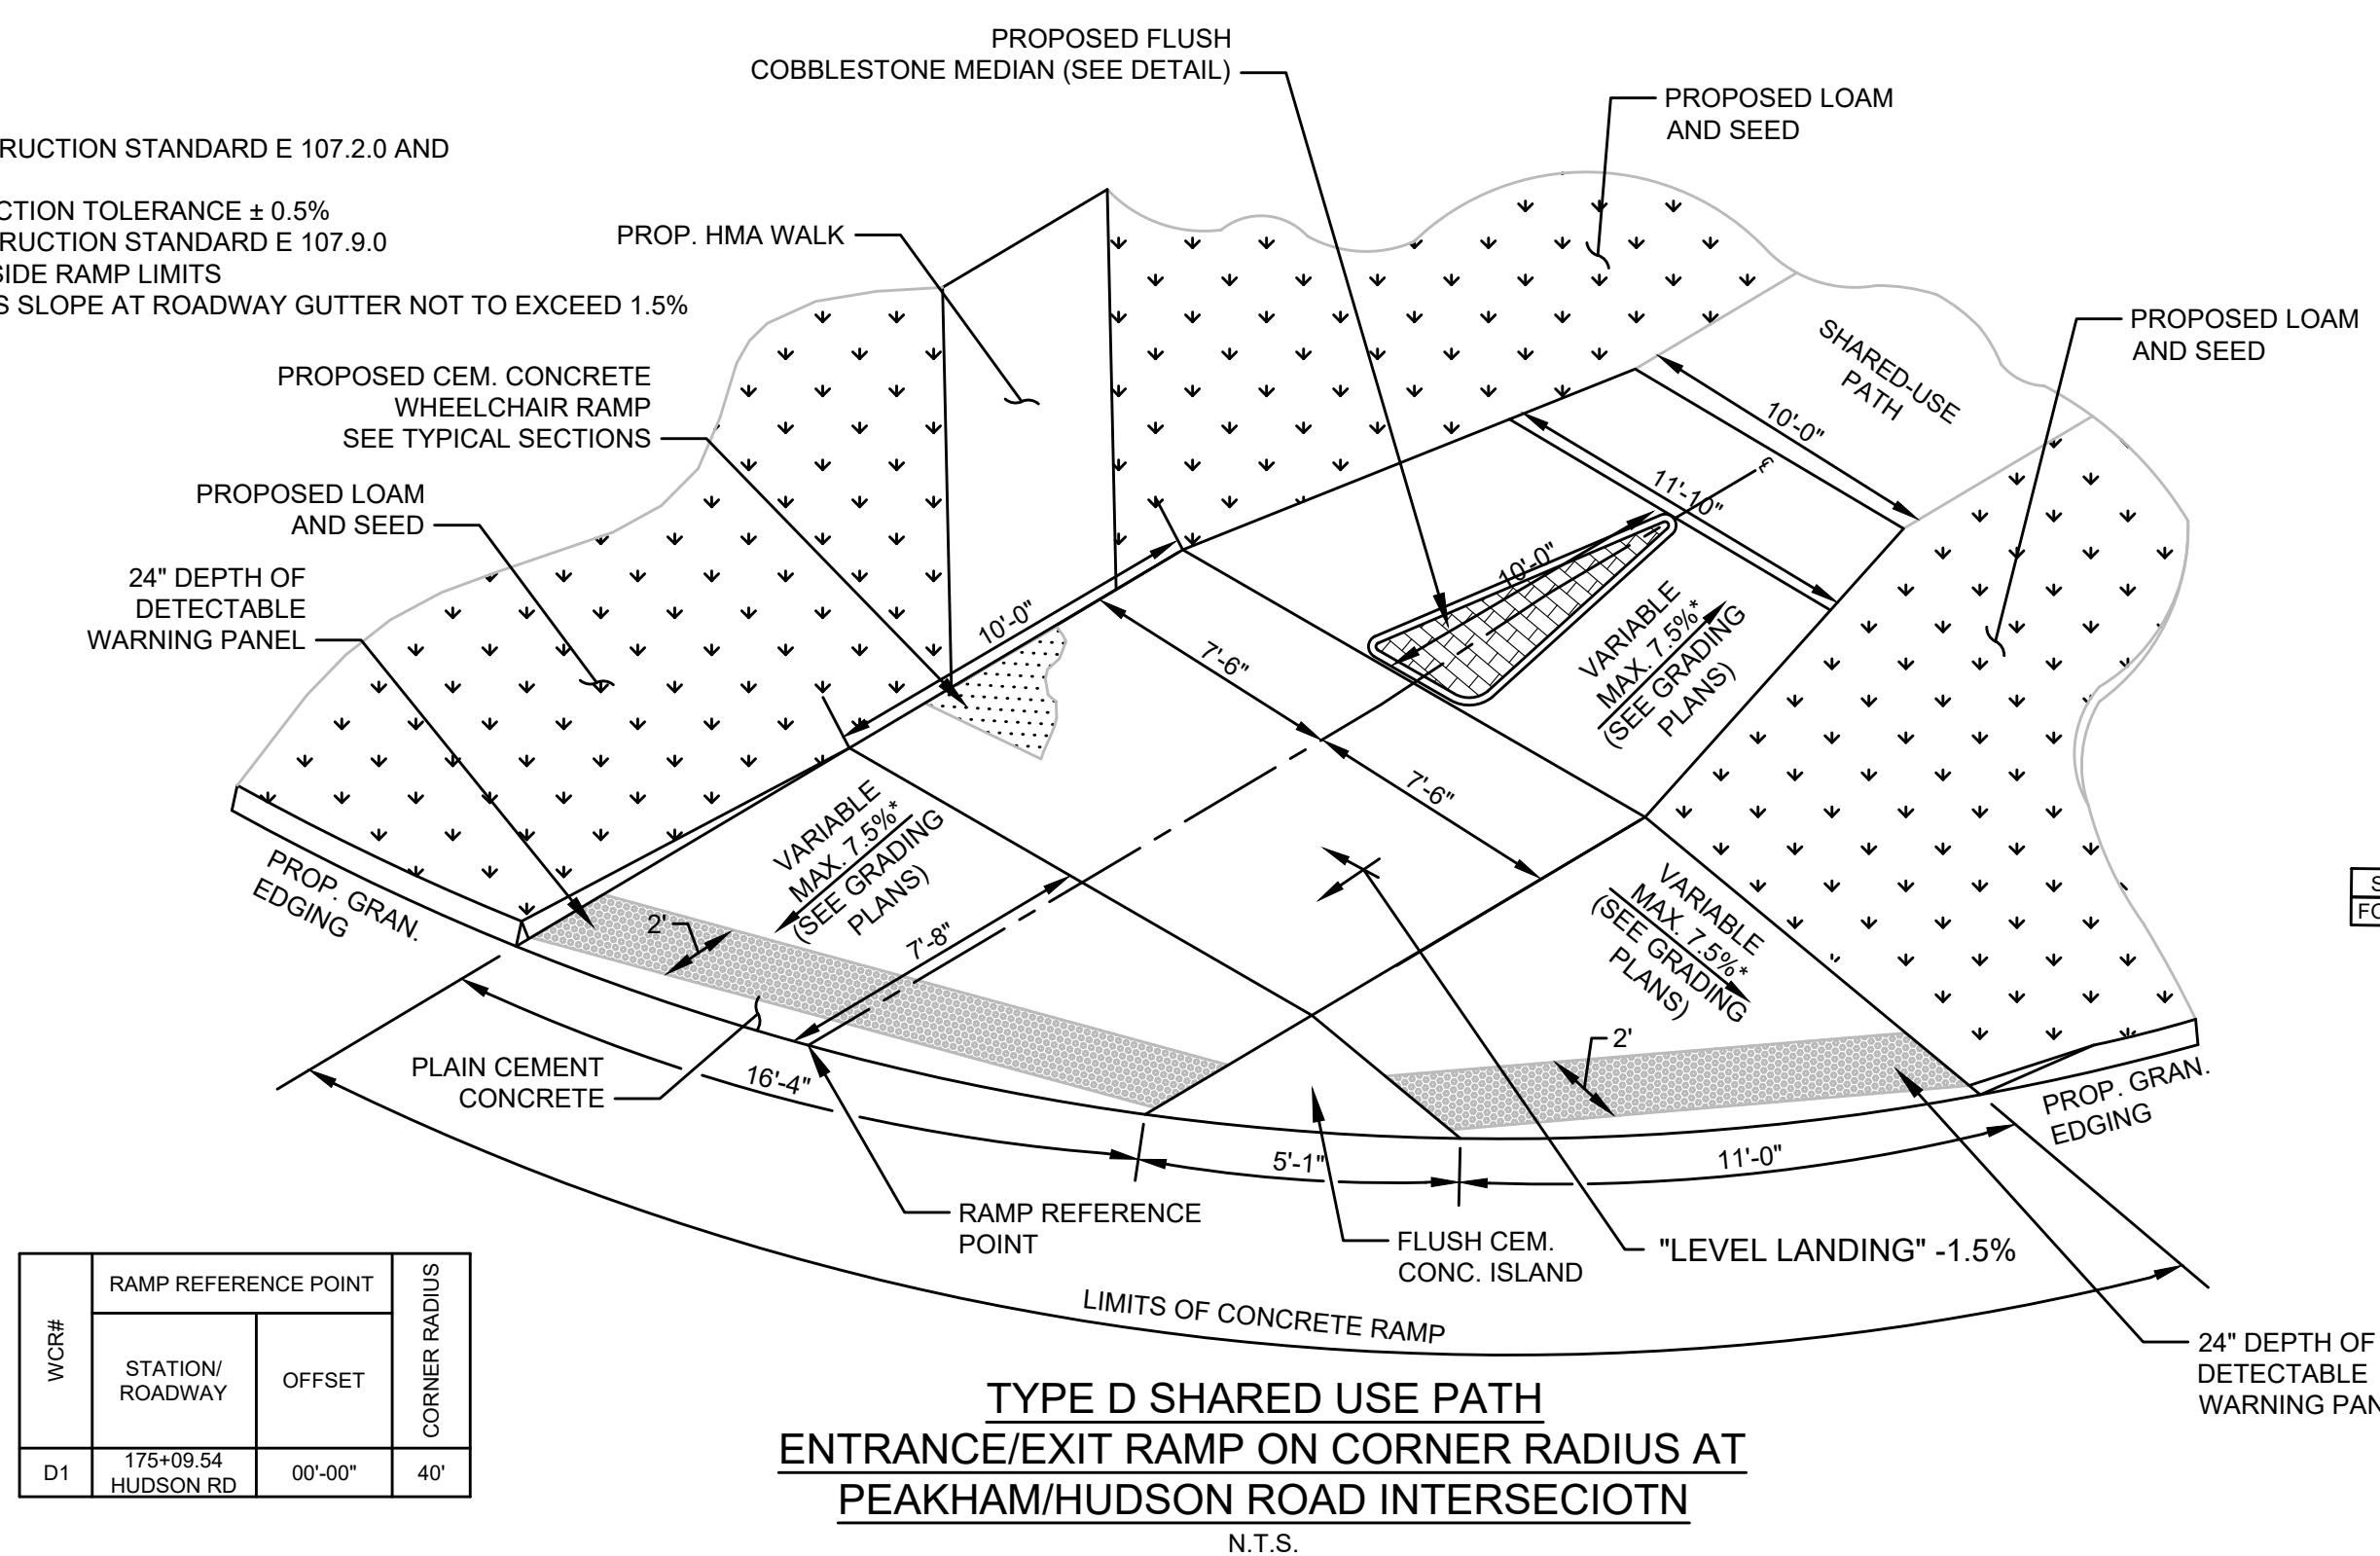 PROPOSED FLUSH
COBBLESTONE MEDIAN (SEE DETAIL)
PROPOSED LOAM
AND SEED
RUCTION STANDARD E 107.2.0 AND
CTION TOLERANCE ± 0.5%
RUCTION STANDARD E 107.9.0
SIDE RAMP LIMITS
S SLOPE AT ROADWAY GUTTER NOT TO EXCEED 1.5%
PROP. HMA WALK
PROPOSED LOAM
AND SEED
SHARED-USE
PATH
PROPOSED CEM. CONCRETE
WHEELCHAIR RAMP
SEE TYPICAL SECTIONS
10'-0"
11'-10"
℄
PROPOSED LOAM
AND SEED
24" DEPTH OF
DETECTABLE
WARNING PANEL
10'-0"
10'-0"
7'-6"
7'-6"
VARIABLE
MAX. 7.5%*
(SEE GRADING
PLANS)
VARIABLE
MAX. 7.5%*
(SEE GRADING
PLANS)
VARIABLE
MAX. 7.5%*
(SEE GRADING
PLANS)
PROP. GRAN.
EDGING
2'
7'-8"
S
FO
2'
PLAIN CEMENT
CONCRETE
16'-4"
5'-1"
11'-0"
PROP. GRAN.
EDGING
RAMP REFERENCE
POINT
FLUSH CEM.
CONC. ISLAND
"LEVEL LANDING" -1.5%
LIMITS OF CONCRETE RAMP
24" DEPTH OF
DETECTABLE
WARNING PAN
WCR#
RAMP REFERENCE POINT
STATION/
ROADWAY
OFFSET
CORNER RADIUS
D1
175+09.54
HUDSON RD
00'-00"
40'
TYPE D SHARED USE PATH
ENTRANCE/EXIT RAMP ON CORNER RADIUS AT
PEAKHAM/HUDSON ROAD INTERSECIOTN
N.T.S.